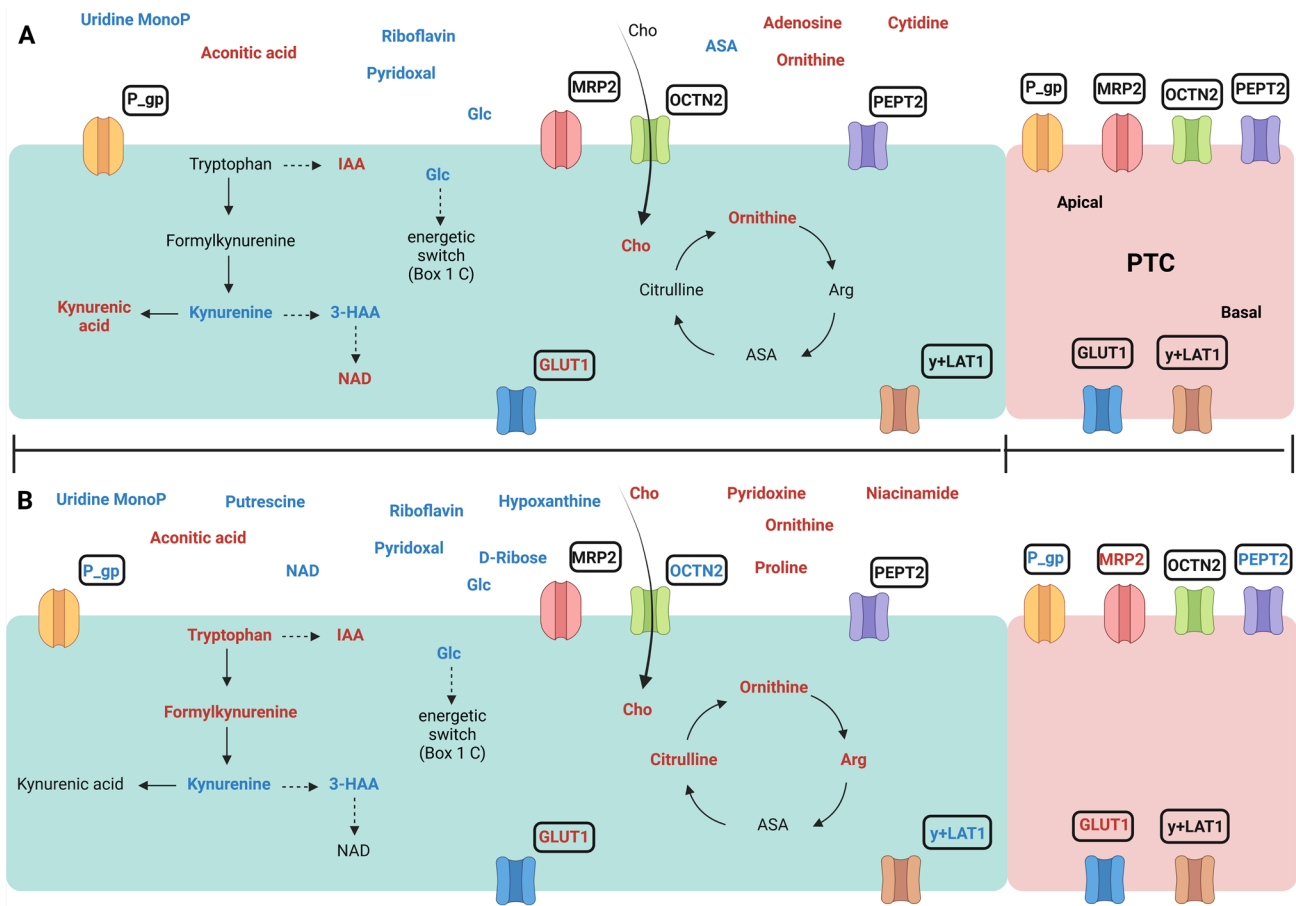 A
Uridine MonoP
Aconitic acid
Riboflavin
Pyridoxal
Glc
Cho
ASA
Adenosine
Cytidine
Ornithine
P_gp
MRP2
OCTN2
PEPT2
P_gp
MRP2
OCTN2
PEPT2
Tryptophan
IAA
Formylkynurenine
Kynurenic
acid
Kynurenine
3-HAA
NAD
Glc
energetic
switch
(Box 1 C)
Cho
Ornithine
Citrulline
Arg
ASA
GLUT1
y+LAT1
Apical
PTC
Basal
GLUT1
y+LAT1
B
Uridine MonoP
Putrescine
Aconitic acid
NAD
Riboflavin
Hypoxanthine
Pyridoxal
D-Ribose
Glc
Cho
Pyridoxine
Niacinamide
Ornithine
Proline
P_gp
MRP2
OCTN2
PEPT2
P_gp
MRP2
OCTN2
PEPT2
Tryptophan
IAA
Formylkynurenine
Kynurenic acid
Kynurenine
3-HAA
NAD
Glc
energetic
switch
(Box 1 C)
Cho
Ornithine
Citrulline
Arg
ASA
GLUT1
y+LAT1
GLUT1
y+LAT1